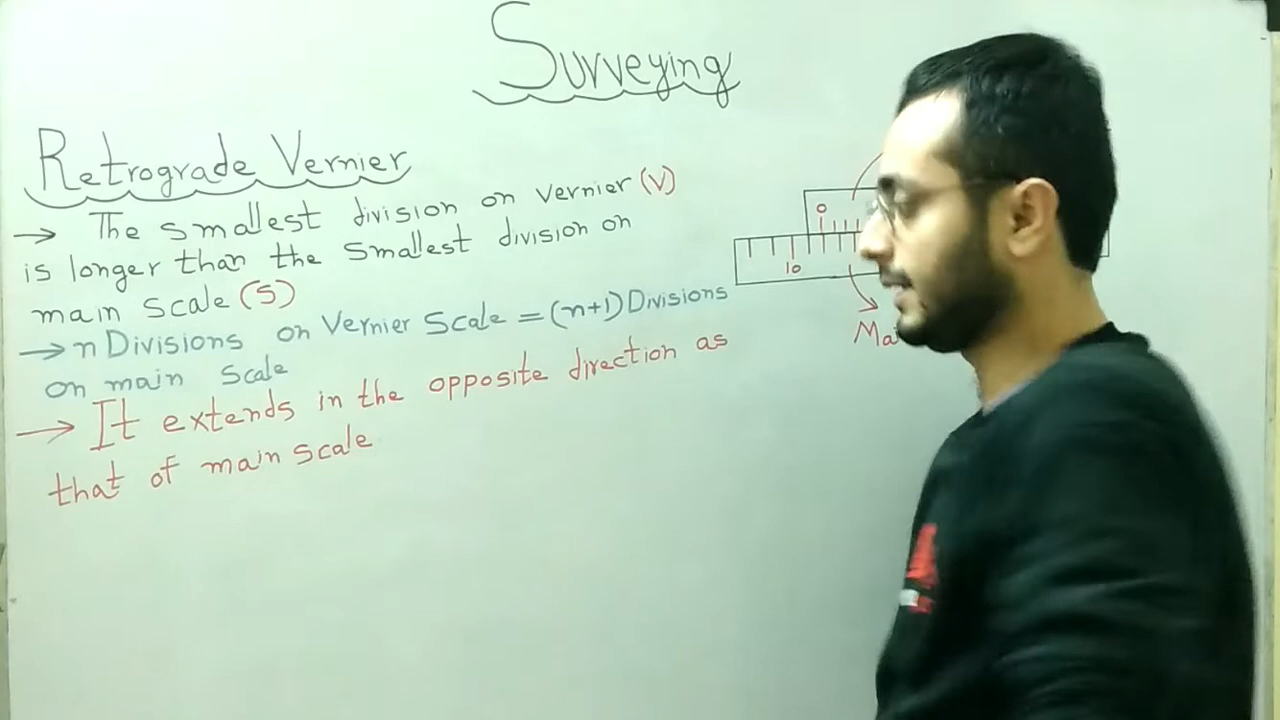 Surveying
Retrograde Vernier
→ The smallest division on vernier (V)
is longer than the smallest division on
main scale (S)
→ n Divisions on Vernier Scale = (n+1) Divisions
on main scale
→ It extends in the opposite direction as
that of main scale
0
10